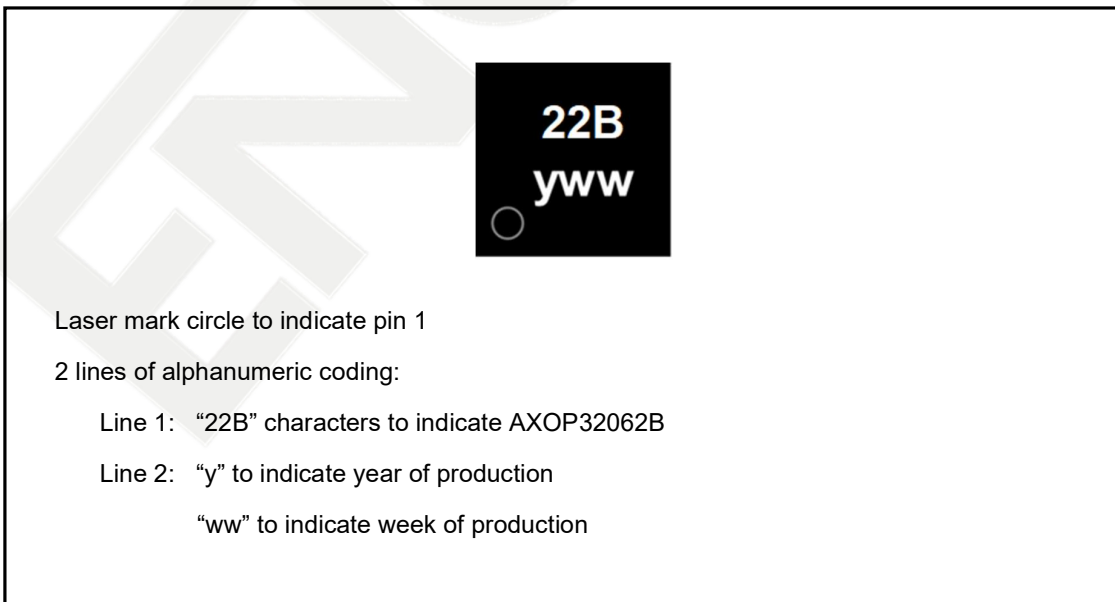 22B
yww
Laser mark circle to indicate pin 1
2 lines of alphanumeric coding:
Line 1: “22B” characters to indicate AXOP32062B
Line 2: “y” to indicate year of production
“ww” to indicate week of production